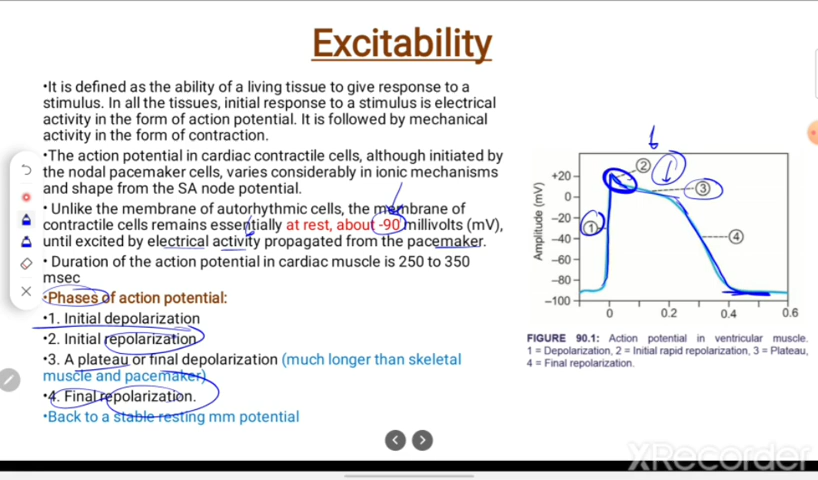 Excitability
•It is defined as the ability of a living tissue to give response to a
stimulus. In all the tissues, initial response to a stimulus is electrical
activity in the form of action potential. It is followed by mechanical
activity in the form of contraction.
•The action potential in cardiac contractile cells, although initiated by
the nodal pacemaker cells, varies considerably in ionic mechanisms
and shape from the SA node potential.
• Unlike the membrane of autorhythmic cells, the membrane of
contractile cells remains essentially at rest, about -90 millivolts (mV),
until excited by electrical activity propagated from the pacemaker.
• Duration of the action potential in cardiac muscle is 250 to 350
msec
•Phases of action potential:
•1. Initial depolarization
•2. Initial repolarization
•3. A plateau or final depolarization (much longer than skeletal
muscle and pacemaker)
•4. Final repolarization.
•Back to a stable resting mm potential
Amplitude (mV)
+20
0
−20
−40
−60
−80
−100
1
2
3
4
0 0.2 0.4 0.6
FIGURE 90.1: Action potential in ventricular muscle.
1 = Depolarization, 2 = Initial rapid repolarization, 3 = Plateau,
4 = Final repolarization.
XRecorder